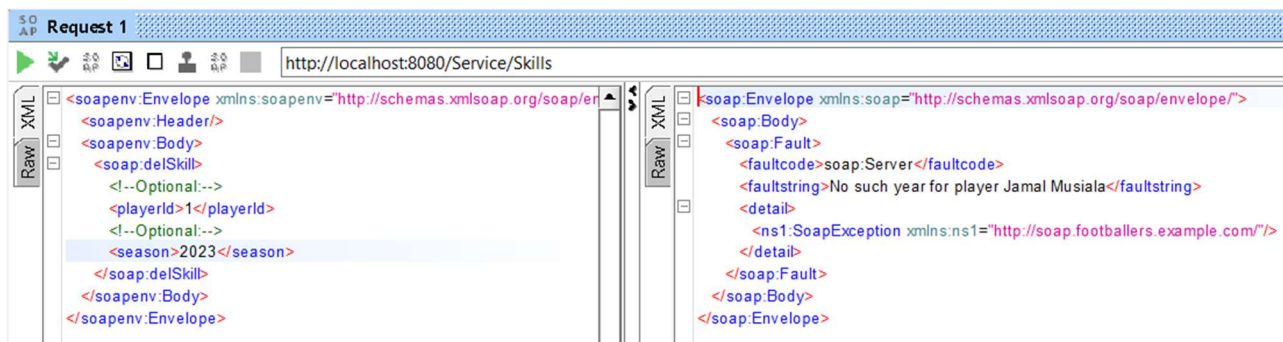 SOAP Request 1
http://localhost:8080/Service/Skills
XML
Raw
<soapenv:Envelope xmlns:soapenv="http://schemas.xmlsoap.org/soap/er
<soapenv:Header/>
<soapenv:Body>
<soap:delSkill>
<!--Optional:-->
<playerId>1</playerId>
<!--Optional:-->
<season>2023</season>
</soap:delSkill>
</soapenv:Body>
</soapenv:Envelope>
XML
Raw
<soap:Envelope xmlns:soap="http://schemas.xmlsoap.org/soap/envelope/">
<soap:Body>
<soap:Fault>
<faultcode>soap:Server</faultcode>
<faultstring>No such year for player Jamal Musiala</faultstring>
<detail>
<ns1:SoapException xmlns:ns1="http://soap.footballers.example.com/"/>
</detail>
</soap:Fault>
</soap:Body>
</soap:Envelope>